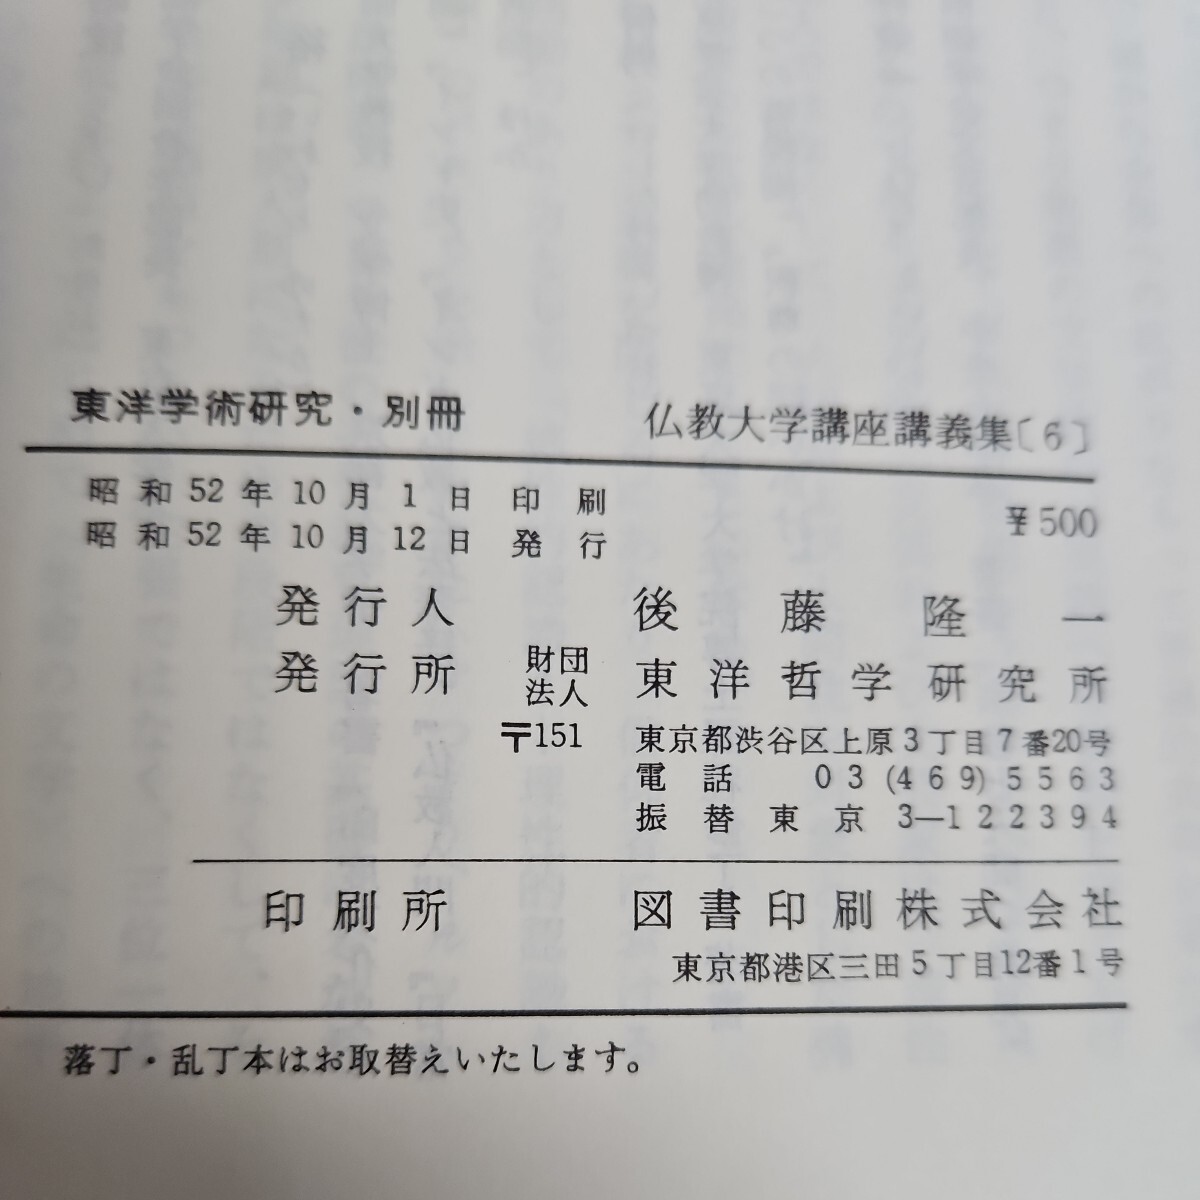 東洋学術研究・別冊 仏教大学講座講義集〔6〕
昭和52年10月1日 印刷
昭和52年10月12日 発行
¥500
発行人 後藤隆一
発行所 財団法人 東洋哲学研究所
〒151 東京都渋谷区上原3丁目7番20号
電話 03(469)5563
振替東京 3—122394
印刷所 図書印刷株式会社
東京都港区三田5丁目12番1号
落丁・乱丁本はお取替えいたします。